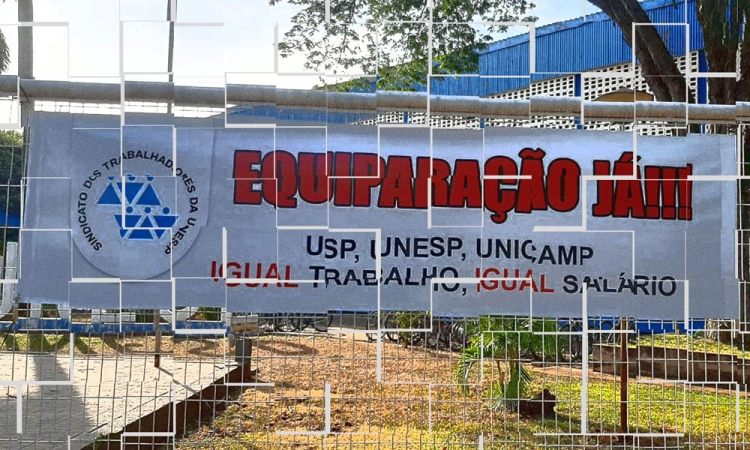 SINDICATO DOS TRABALHADORES DA UNESP
EQUIPARAÇÃO JÁ!!!
USP, UNESP, UNICAMP
IGUAL TRABALHO, IGUAL SALÁRIO